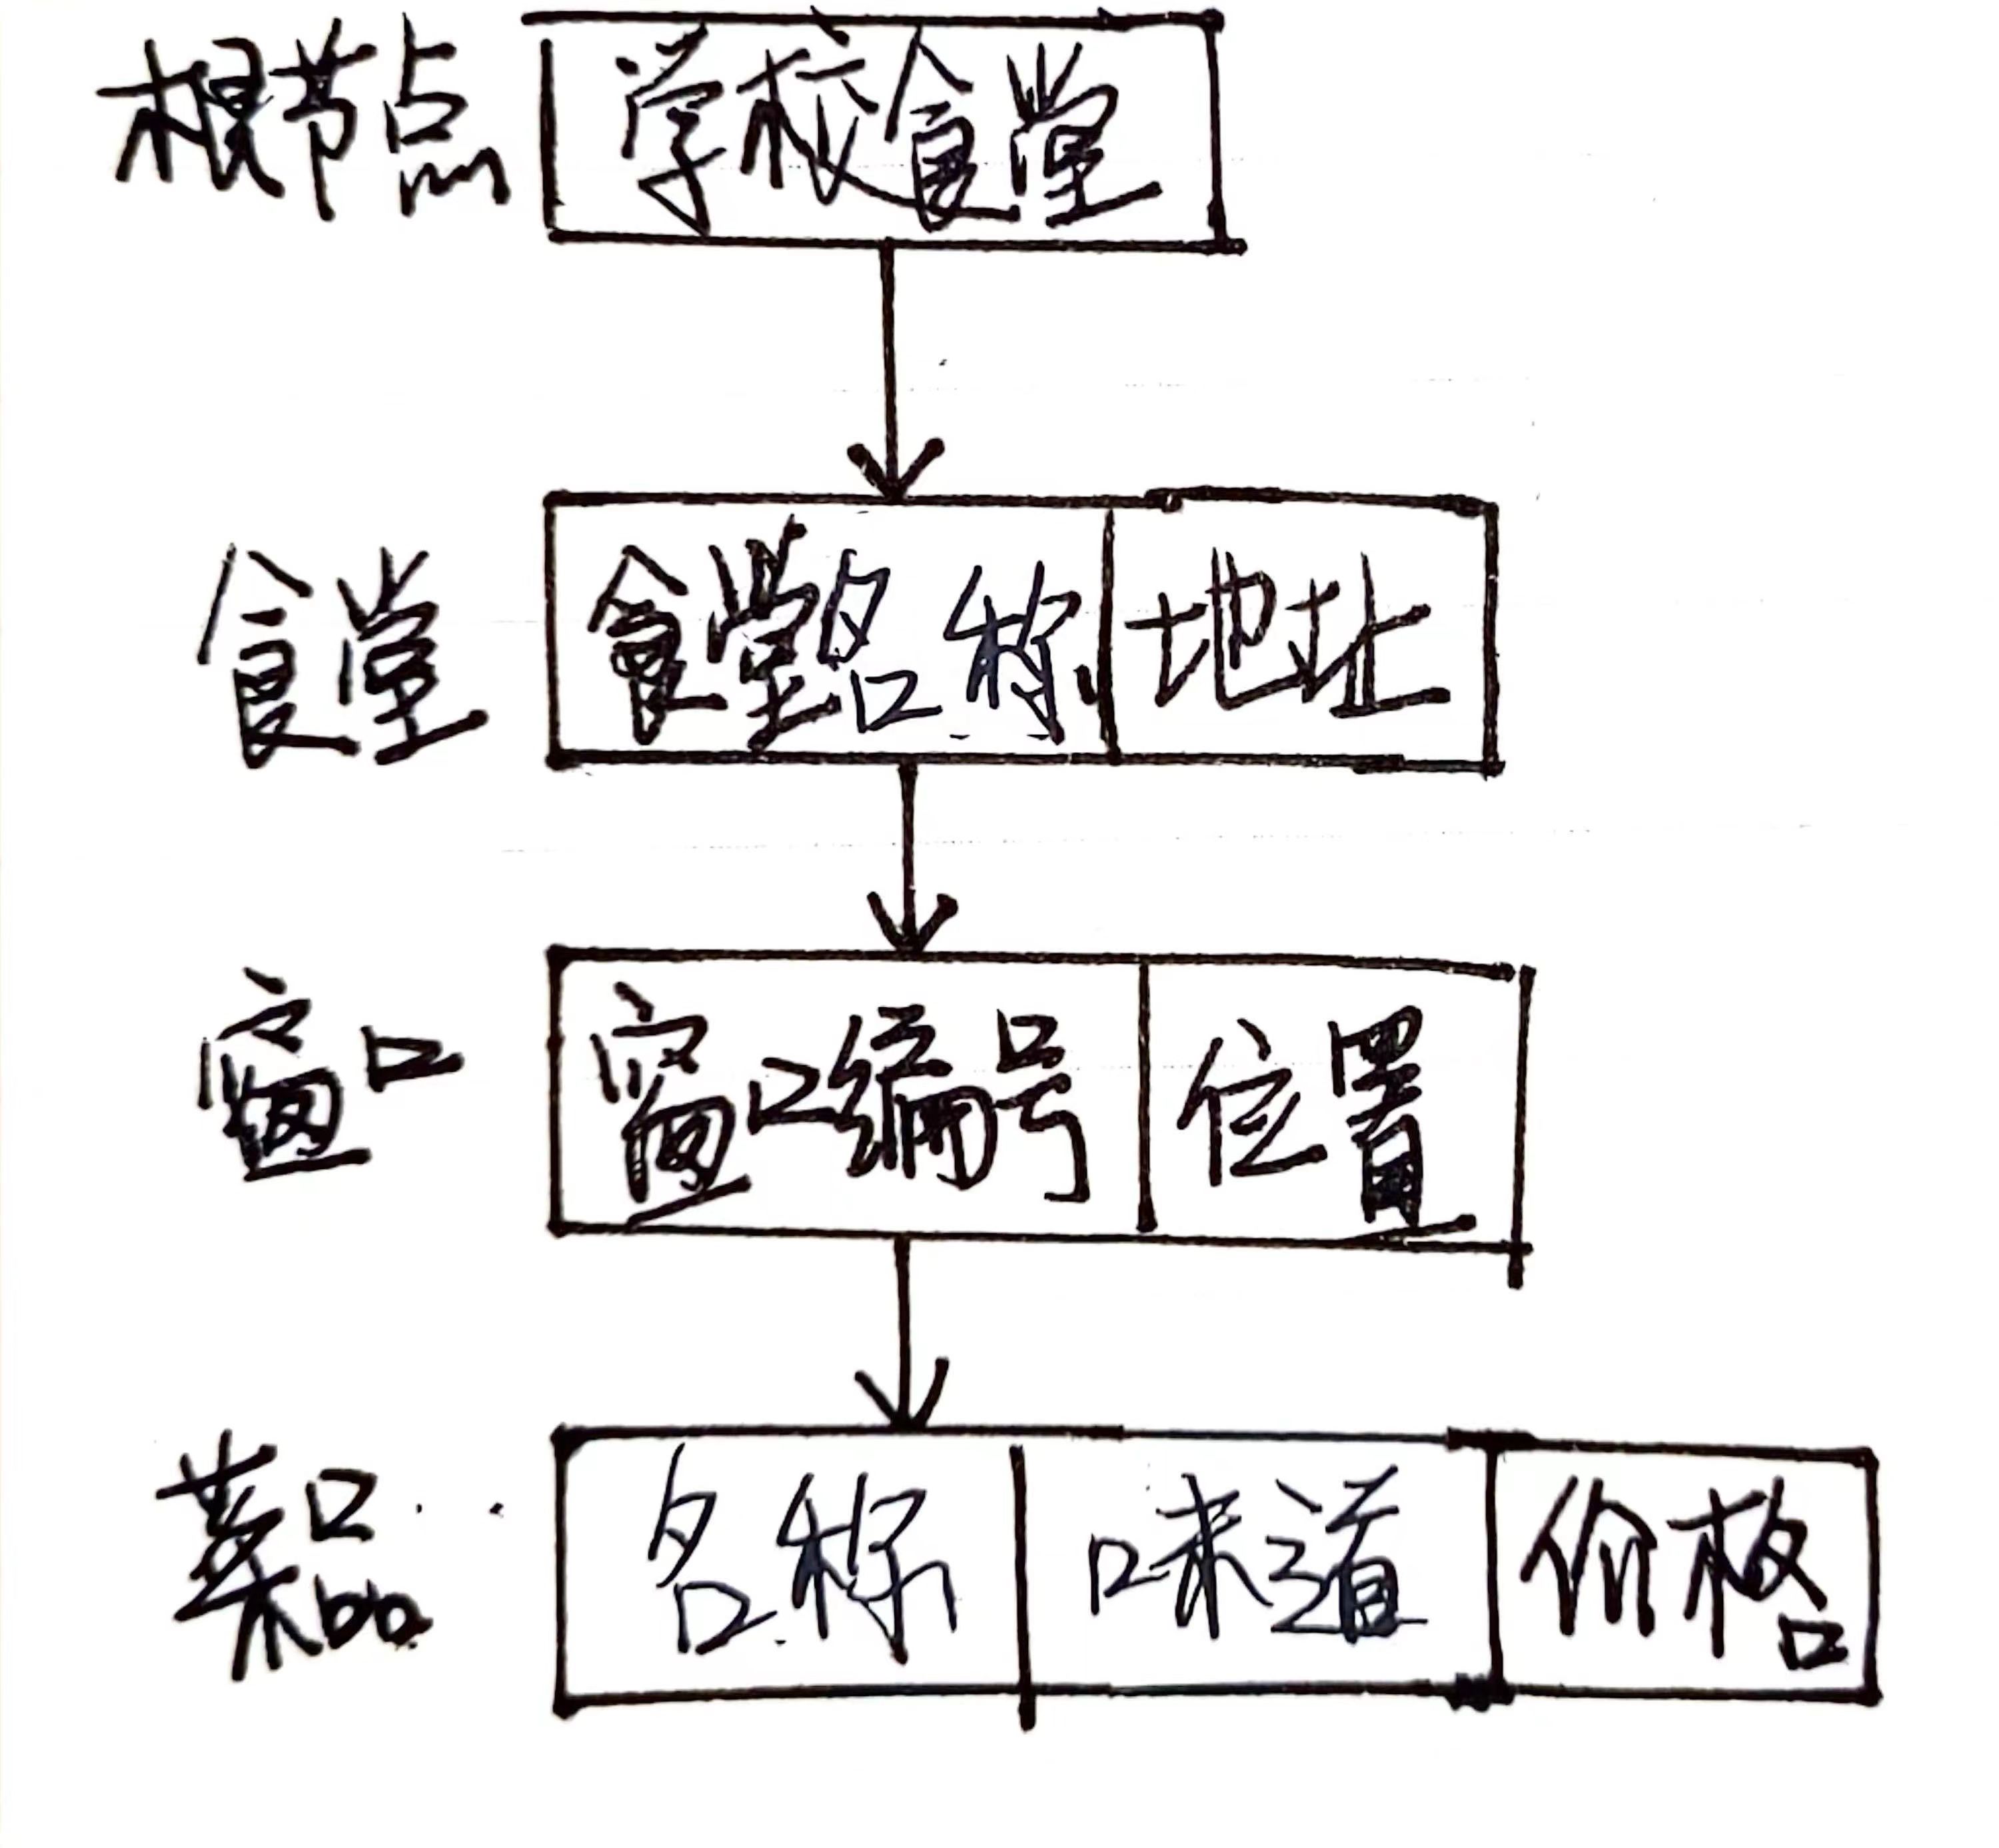 根节点 学校食堂
食堂 食堂名称 地址
窗口 窗口编号 位置
菜品 名称 味道 价格